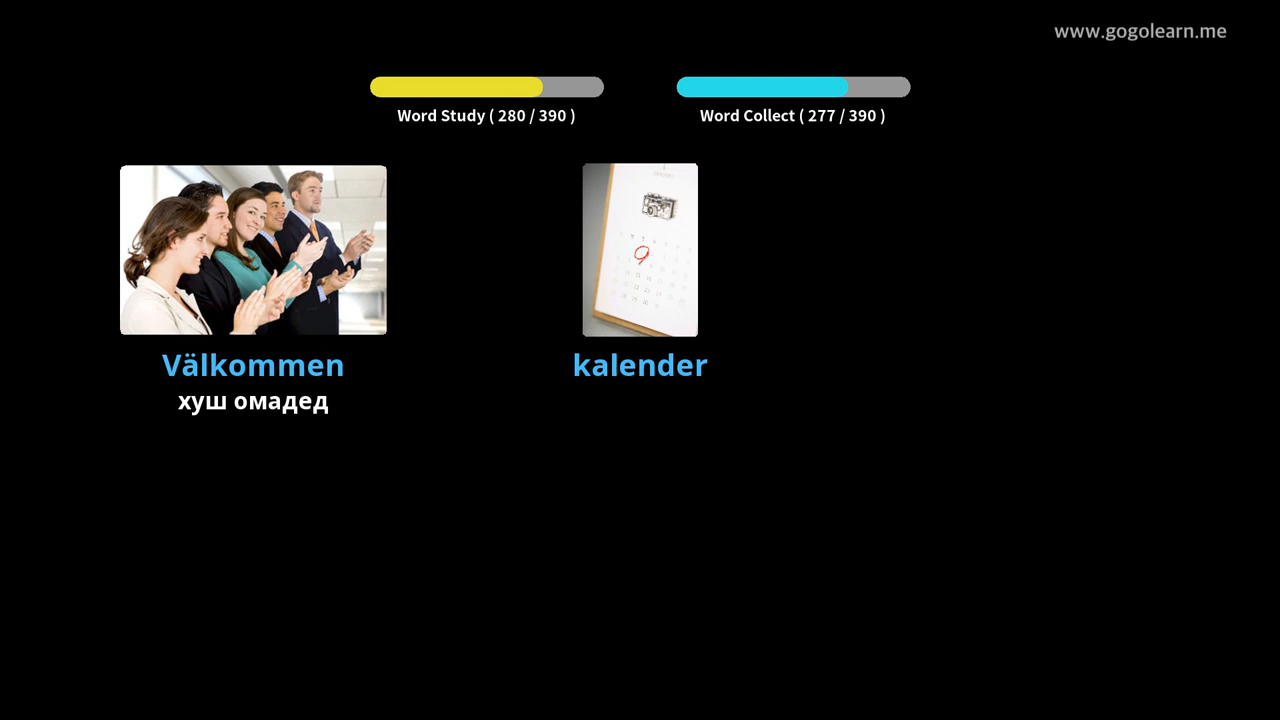 www.gogolearn.me
Word Study ( 280 / 390 )
Word Collect ( 277 / 390 )
Välkommen
хуш омадед
kalender